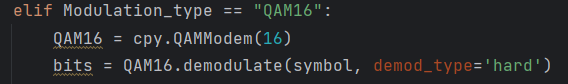 elif Modulation_type == "QAM16":
QAM16 = cpy.QAMModem(16)
bits = QAM16.demodulate(symbol, demod_type='hard')